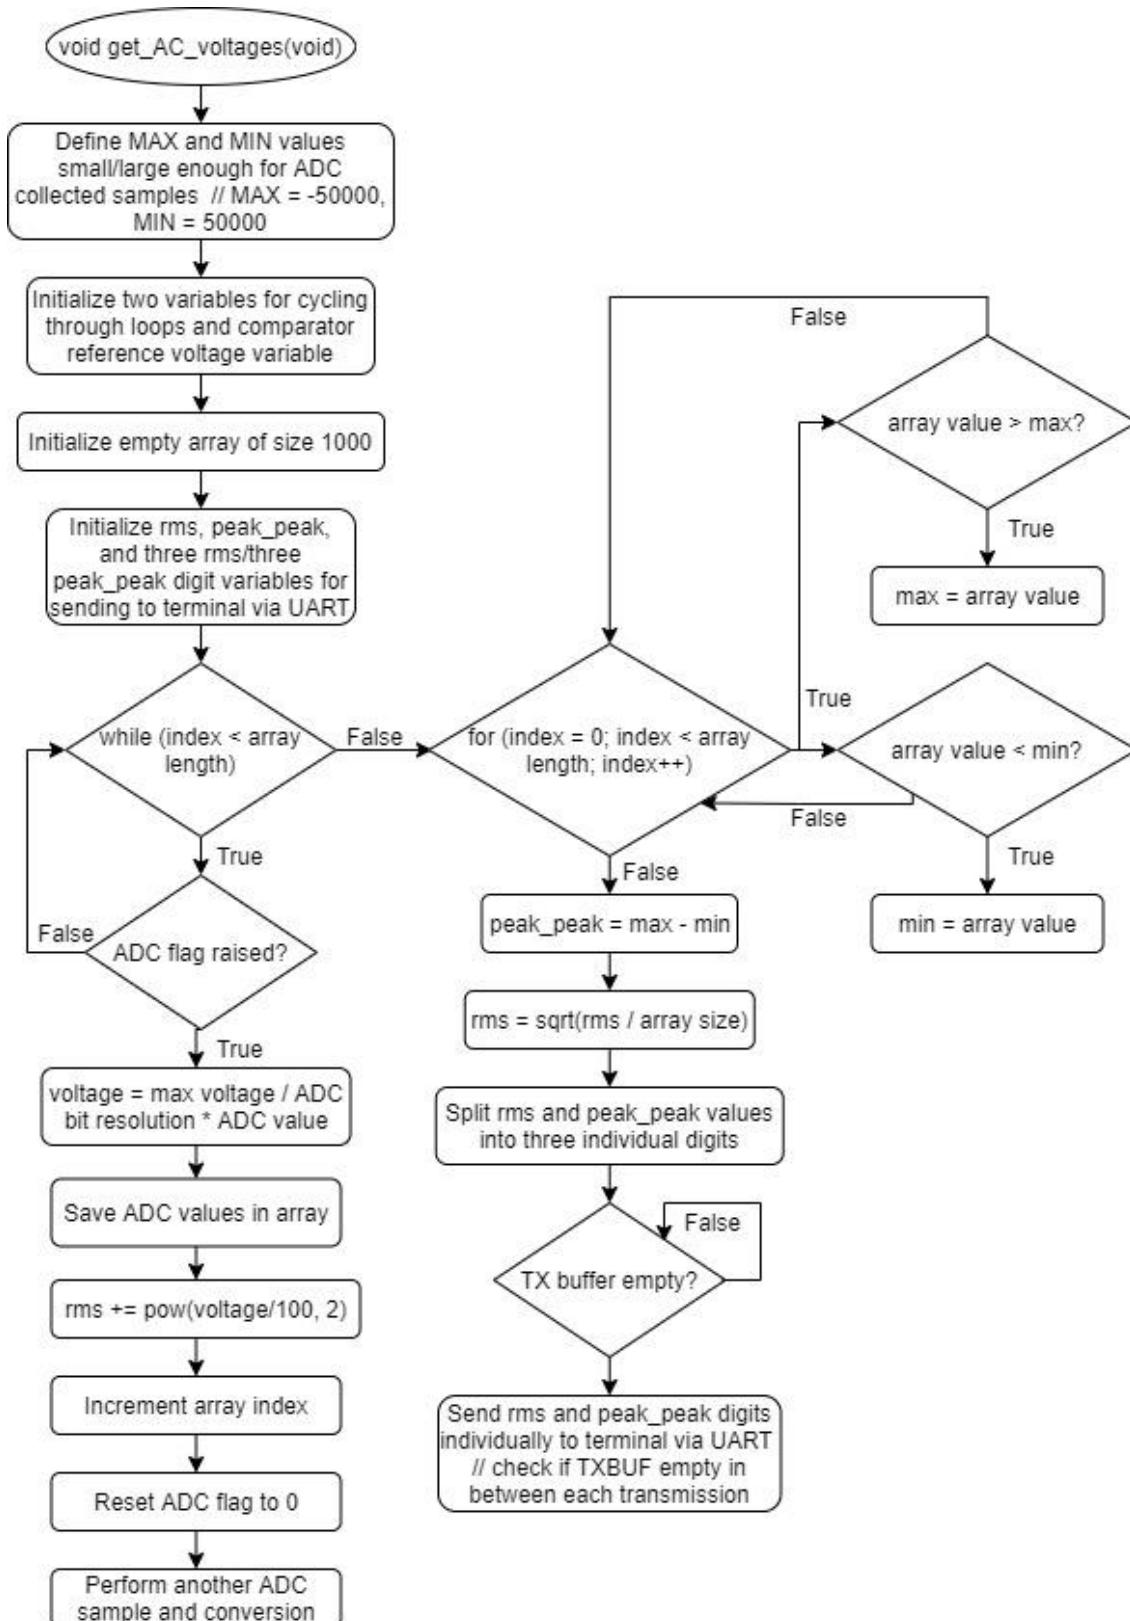 void get_AC_voltages(void)
Define MAX and MIN values
small/large enough for ADC
collected samples // MAX = -50000,
MIN = 50000
Initialize two variables for cycling
through loops and comparator
reference voltage variable
Initialize empty array of size 1000
Initialize rms, peak_peak,
and three rms/three
peak_peak digit variables for
sending to terminal via UART
while (index < array
length)
False
True
ADC flag raised?
False
True
voltage = max voltage / ADC
bit resolution * ADC value
Save ADC values in array
rms += pow(voltage/100, 2)
Increment array index
Reset ADC flag to 0
Perform another ADC
sample and conversion
for (index = 0; index < array
length; index++)
True
False
array value > max?
False
True
max = array value
array value < min?
False
True
min = array value
peak_peak = max - min
rms = sqrt(rms / array size)
Split rms and peak_peak values
into three individual digits
TX buffer empty?
False
Send rms and peak_peak digits
individually to terminal via UART
// check if TXBUF empty in
between each transmission